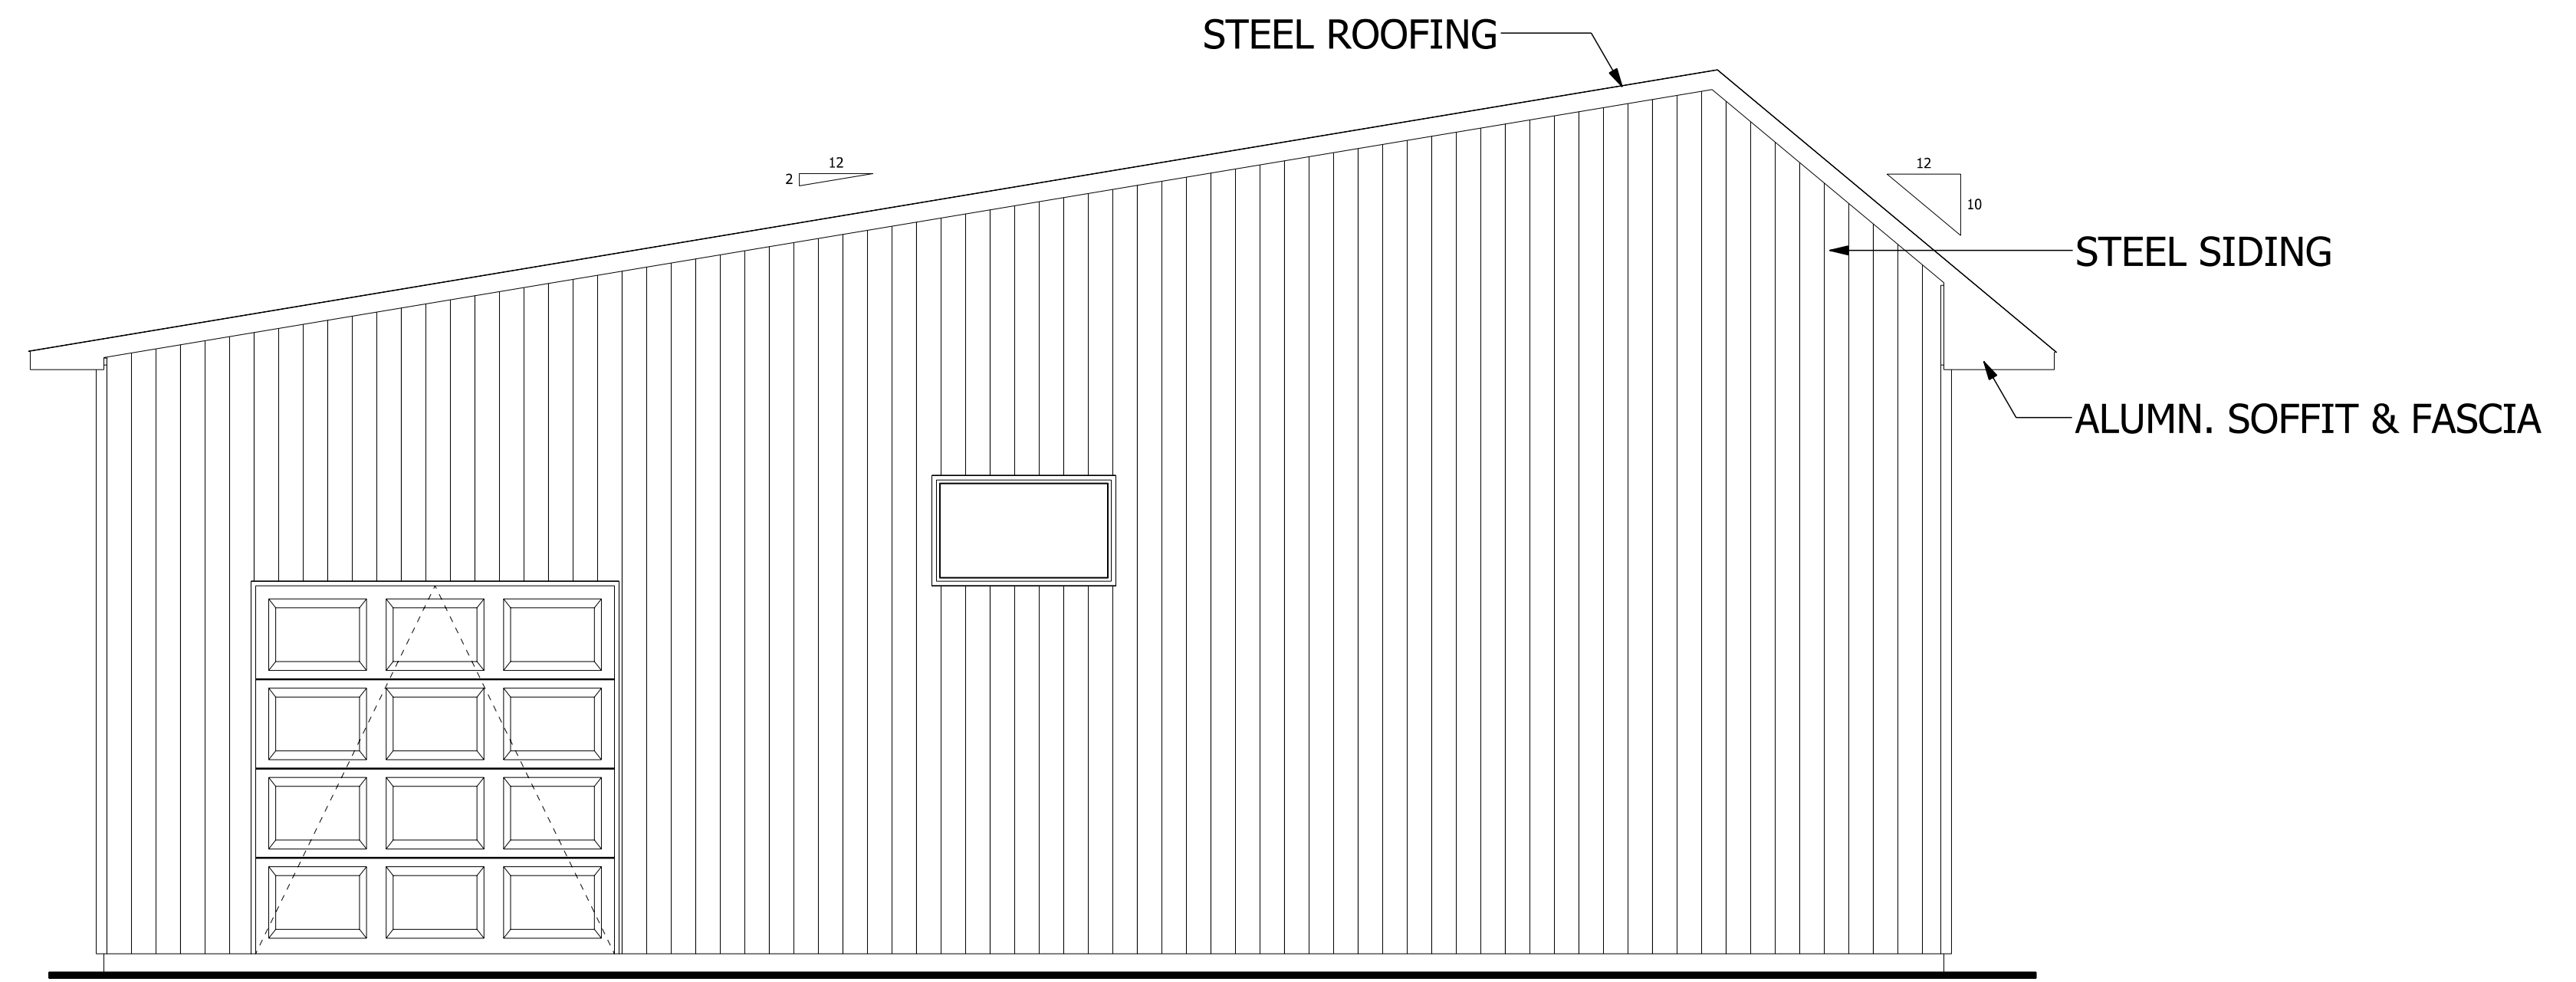 STEEL ROOFING
12
2
12
10
STEEL SIDING
ALUMN. SOFFIT & FASCIA